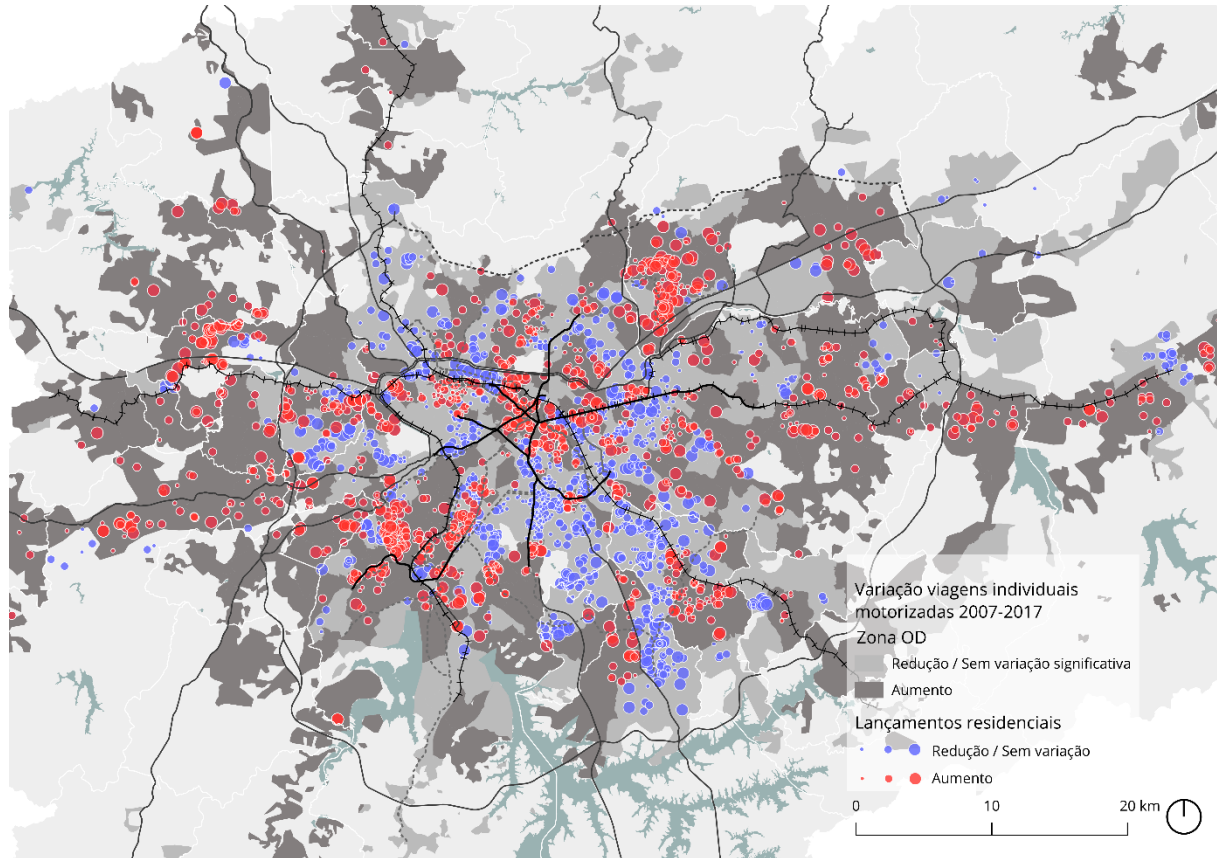 Variação viagens individuais
motorizadas 2007-2017
Zona OD
Redução / Sem variação significativa
Aumento
Lançamentos residenciais
Redução / Sem variação
Aumento
0 10 20 km